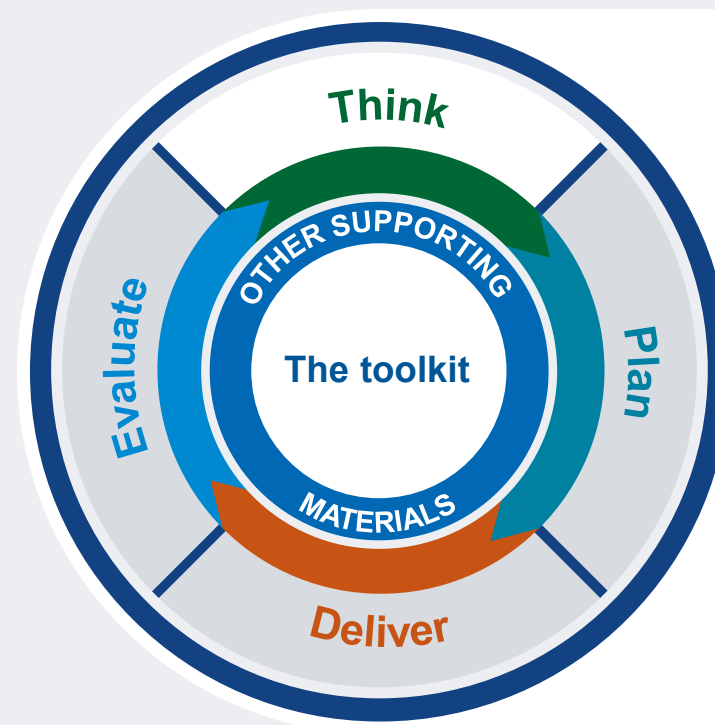 Think
OTHER SUPPORTING
The toolkit
Evaluate
Plan
MATERIALS
Deliver